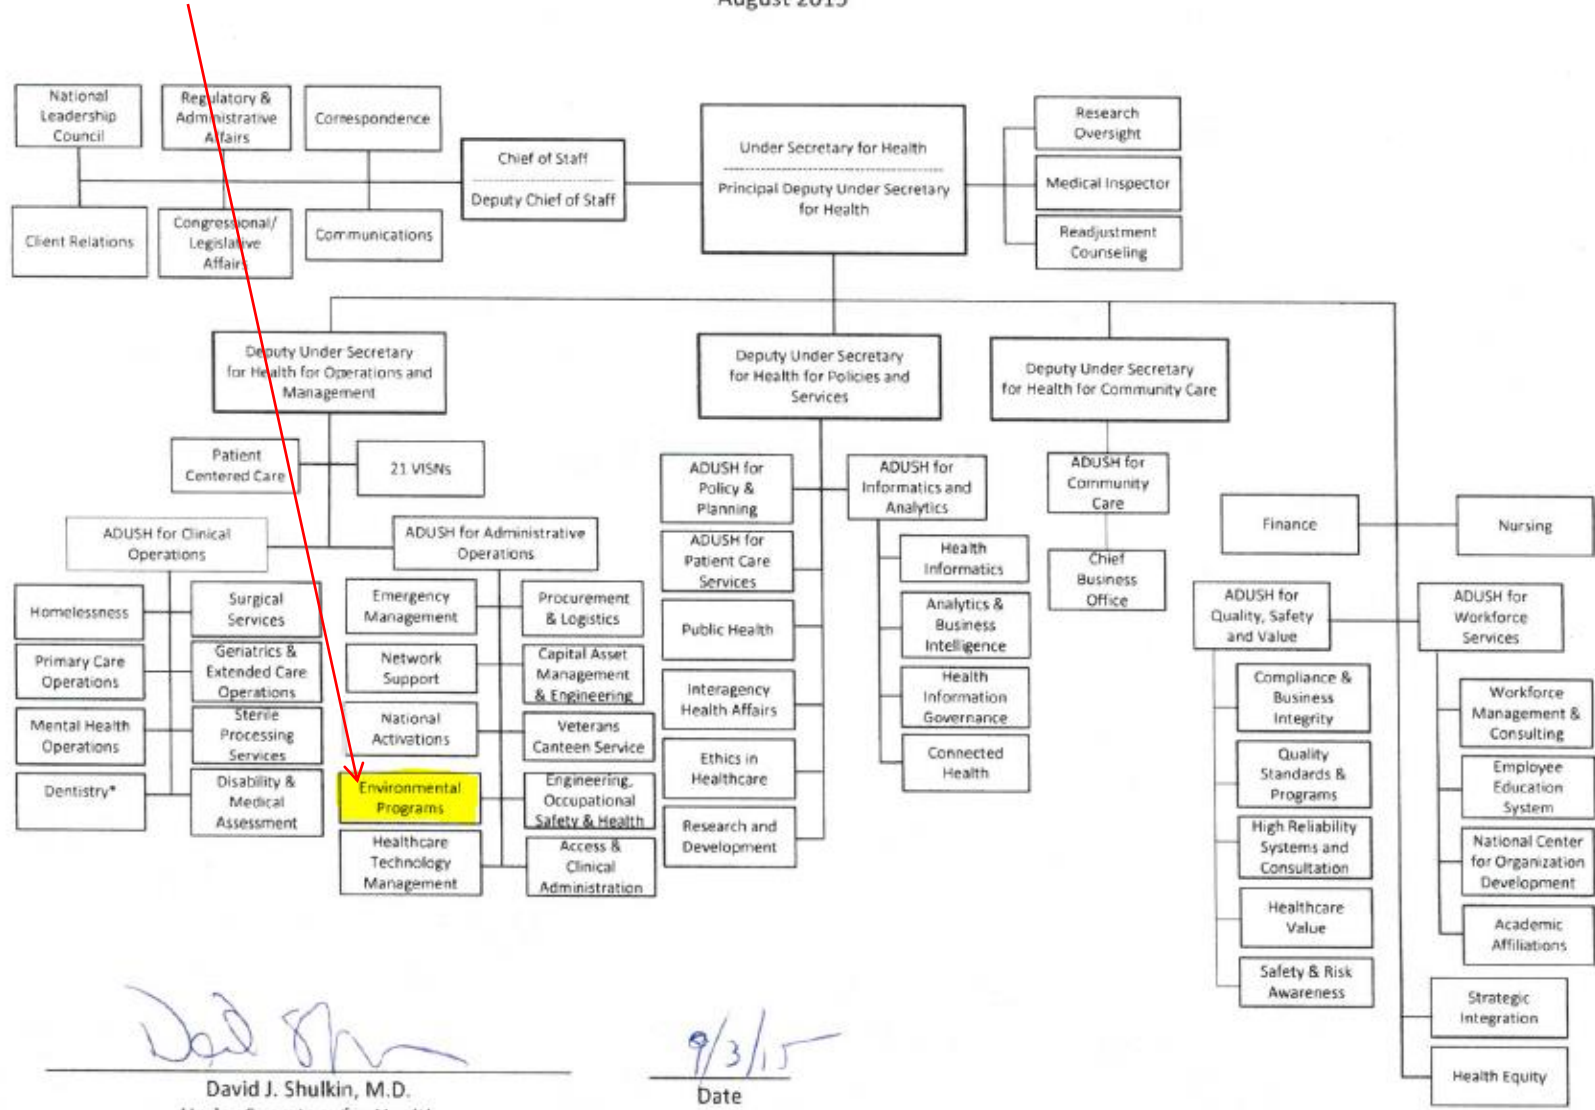 August 2015
National
Leadership
Council
Regulatory &
Administrative
Affairs
Correspondence
Client Relations
Congressional/
Legislative
Affairs
Communications
Chief of Staff
Deputy Chief of Staff
Under Secretary for Health
Principal Deputy Under Secretary
for Health
Research
Oversight
Medical Inspector
Readjustment
Counseling
Deputy Under Secretary
for Health for Operations and
Management
Patient
Centered Care
21 VISNs
ADUSH for Clinical
Operations
Homelessness
Surgical
Services
Primary Care
Operations
Geriatrics &
Extended Care
Operations
Mental Health
Operations
Sterile
Processing
Services
Dentistry*
Disability &
Medical
Assessment
ADUSH for Administrative
Operations
Emergency
Management
Procurement
& Logistics
Network
Support
Capital Asset
Management
& Engineering
National
Activations
Veterans
Canteen Service
Environmental
Programs
Engineering,
Occupational
Safety & Health
Healthcare
Technology
Management
Access &
Clinical
Administration
Deputy Under Secretary
for Health for Policies and
Services
ADUSH for
Policy &
Planning
ADUSH for
Patient Care
Services
Public Health
Interagency
Health Affairs
Ethics in
Healthcare
Research and
Development
ADUSH for
Informatics and
Analytics
Health
Informatics
Analytics &
Business
Intelligence
Health
Information
Governance
Connected
Health
Deputy Under Secretary
for Health for Community Care
ADUSH for
Community
Care
Chief
Business
Office
Finance
Nursing
ADUSH for
Quality, Safety
and Value
Compliance &
Business
Integrity
Quality
Standards &
Programs
High Reliability
Systems and
Consultation
Healthcare
Value
Safety & Risk
Awareness
ADUSH for
Workforce
Services
Workforce
Management &
Consulting
Employee
Education
System
National Center
for Organization
Development
Academic
Affiliations
Strategic
Integration
Health Equity
9/3/15
David J. Shulkin, M.D.
Date
Under Secretary for Health